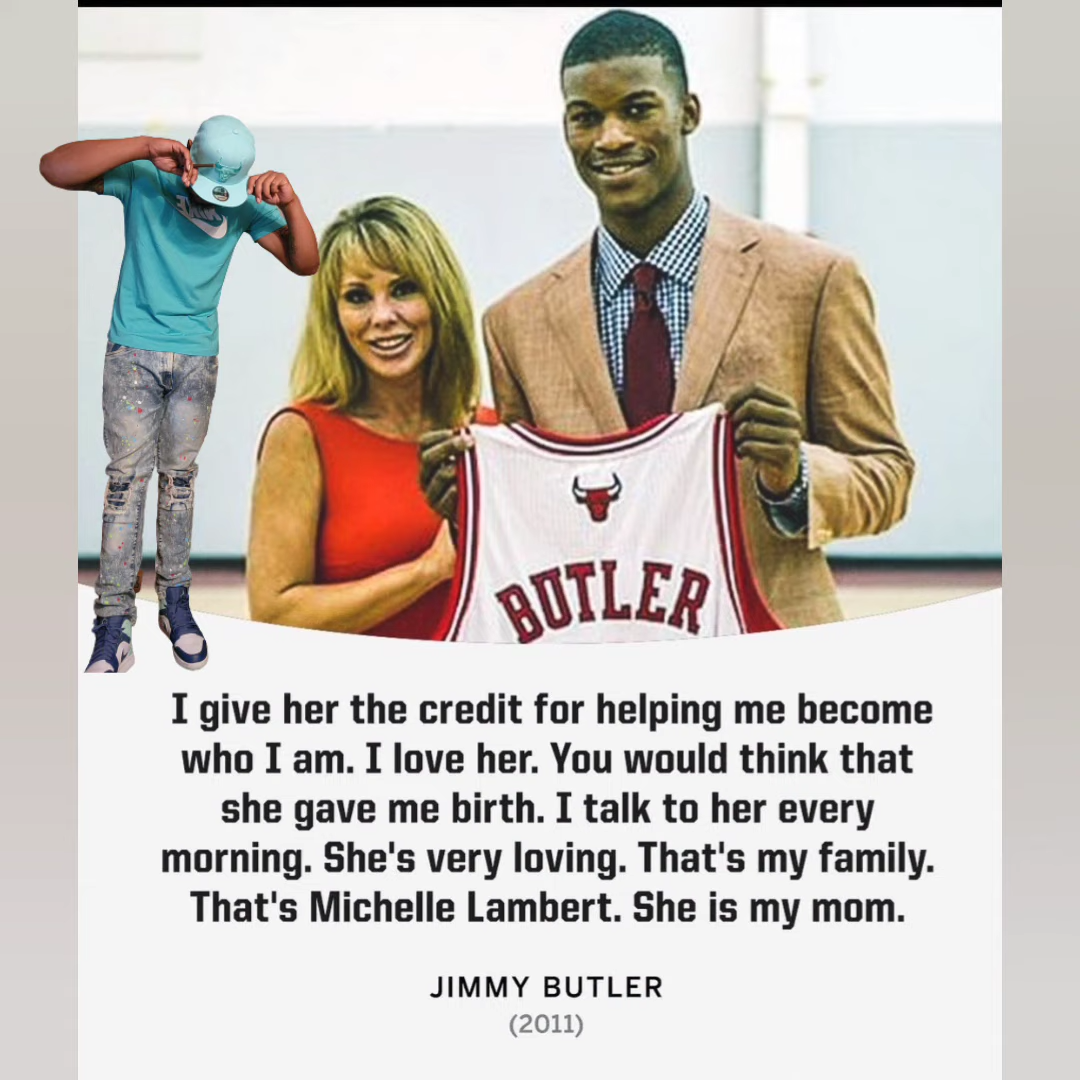 NIKE
BUTLER
I give her the credit for helping me become
who I am. I love her. You would think that
she gave me birth. I talk to her every
morning. She's very loving. That's my family.
That's Michelle Lambert. She is my mom.
JIMMY BUTLER
(2011)